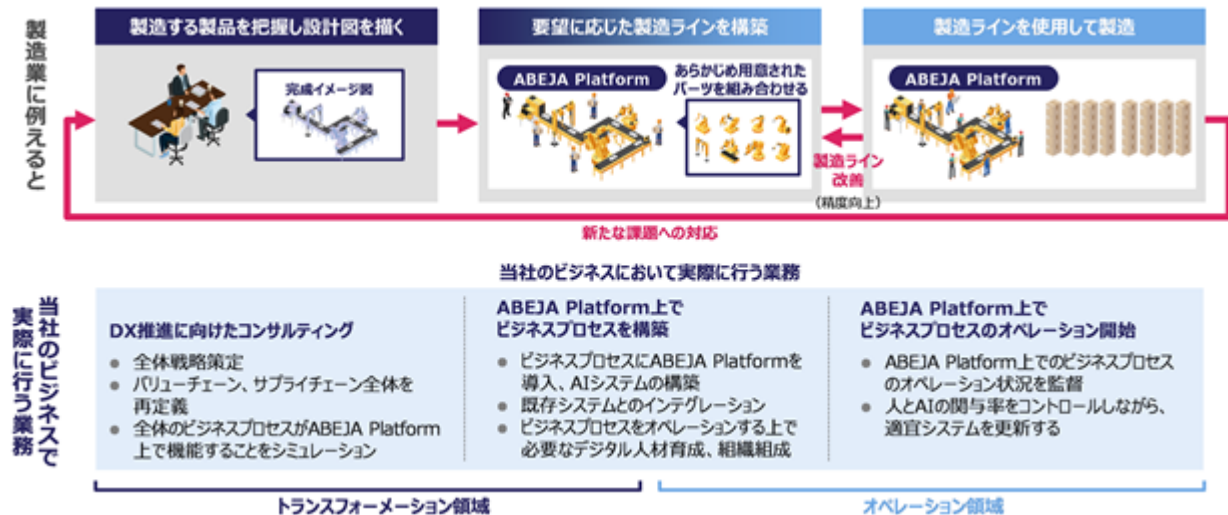 製造業に例えると
製造する製品を把握し設計図を描く
完成イメージ図
要望に応じた製造ラインを構築
ABEJA Platform
あらかじめ用意された
パーツを組み合わせる
製造ライン
改善
（精度向上）
製造ラインを使用して製造
ABEJA Platform
新たな課題への対応
当社のビジネスで
実際に行う業務
当社のビジネスにおいて実際に行う業務
DX推進に向けたコンサルティング
● 全体戦略策定
● バリューチェーン、サプライチェーン全体を
再定義
● 全体のビジネスプロセスがABEJA Platform
上で機能することをシミュレーション
ABEJA Platform上で
ビジネスプロセスを構築
● ビジネスプロセスにABEJA Platformを
導入、AIシステムの構築
● 既存システムとのインテグレーション
● ビジネスプロセスをオペレーションする上で
必要なデジタル人材育成、組織組成
ABEJA Platform上で
ビジネスプロセスのオペレーション開始
● ABEJA Platform上でのビジネスプロセス
のオペレーション状況を監督
● 人とAIの関与率をコントロールしながら、
適宜システムを更新する
トランスフォーメーション領域
オペレーション領域